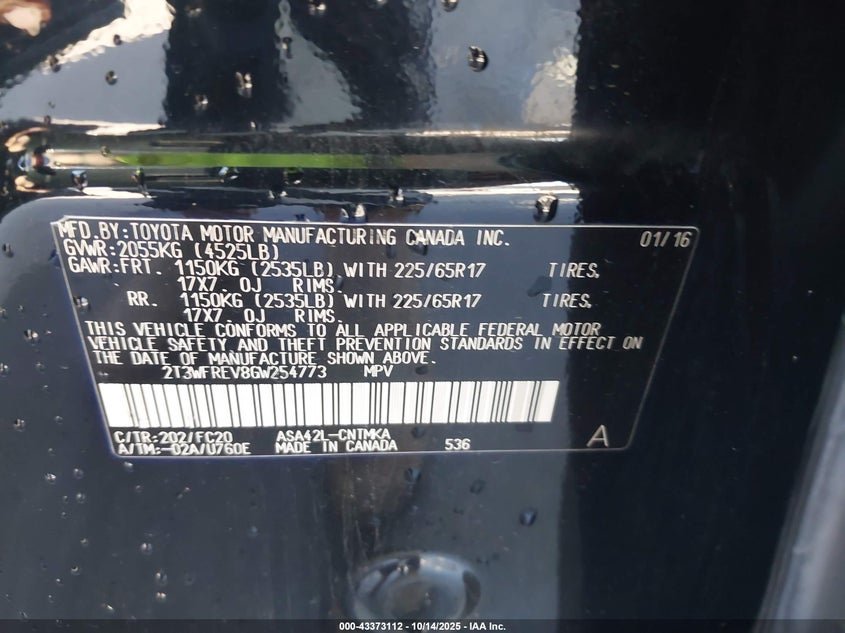 MFD.BY:TOYOTA MOTOR MANUFACTURING CANADA INC. 01/16
GVWR:2055KG (4525LB)
GAWR:FRT. 1150KG (2535LB) WITH 225/65R17 TIRES,
17X7.0J RIMS.
RR. 1150KG (2535LB) WITH 225/65R17 TIRES,
17X7.0J RIMS.
THIS VEHICLE CONFORMS TO ALL APPLICABLE FEDERAL MOTOR
VEHICLE SAFETY AND THEFT PREVENTION STANDARDS IN EFFECT ON
THE DATE OF MANUFACTURE SHOWN ABOVE.
2T3WFREV8GW254773 MPV
C/TR:202/FC20 ASA42L-CNTMKA A
A/TM:-02A/U760E MADE IN CANADA 536
000-43373112 - 10/14/2025 - IAA Inc.